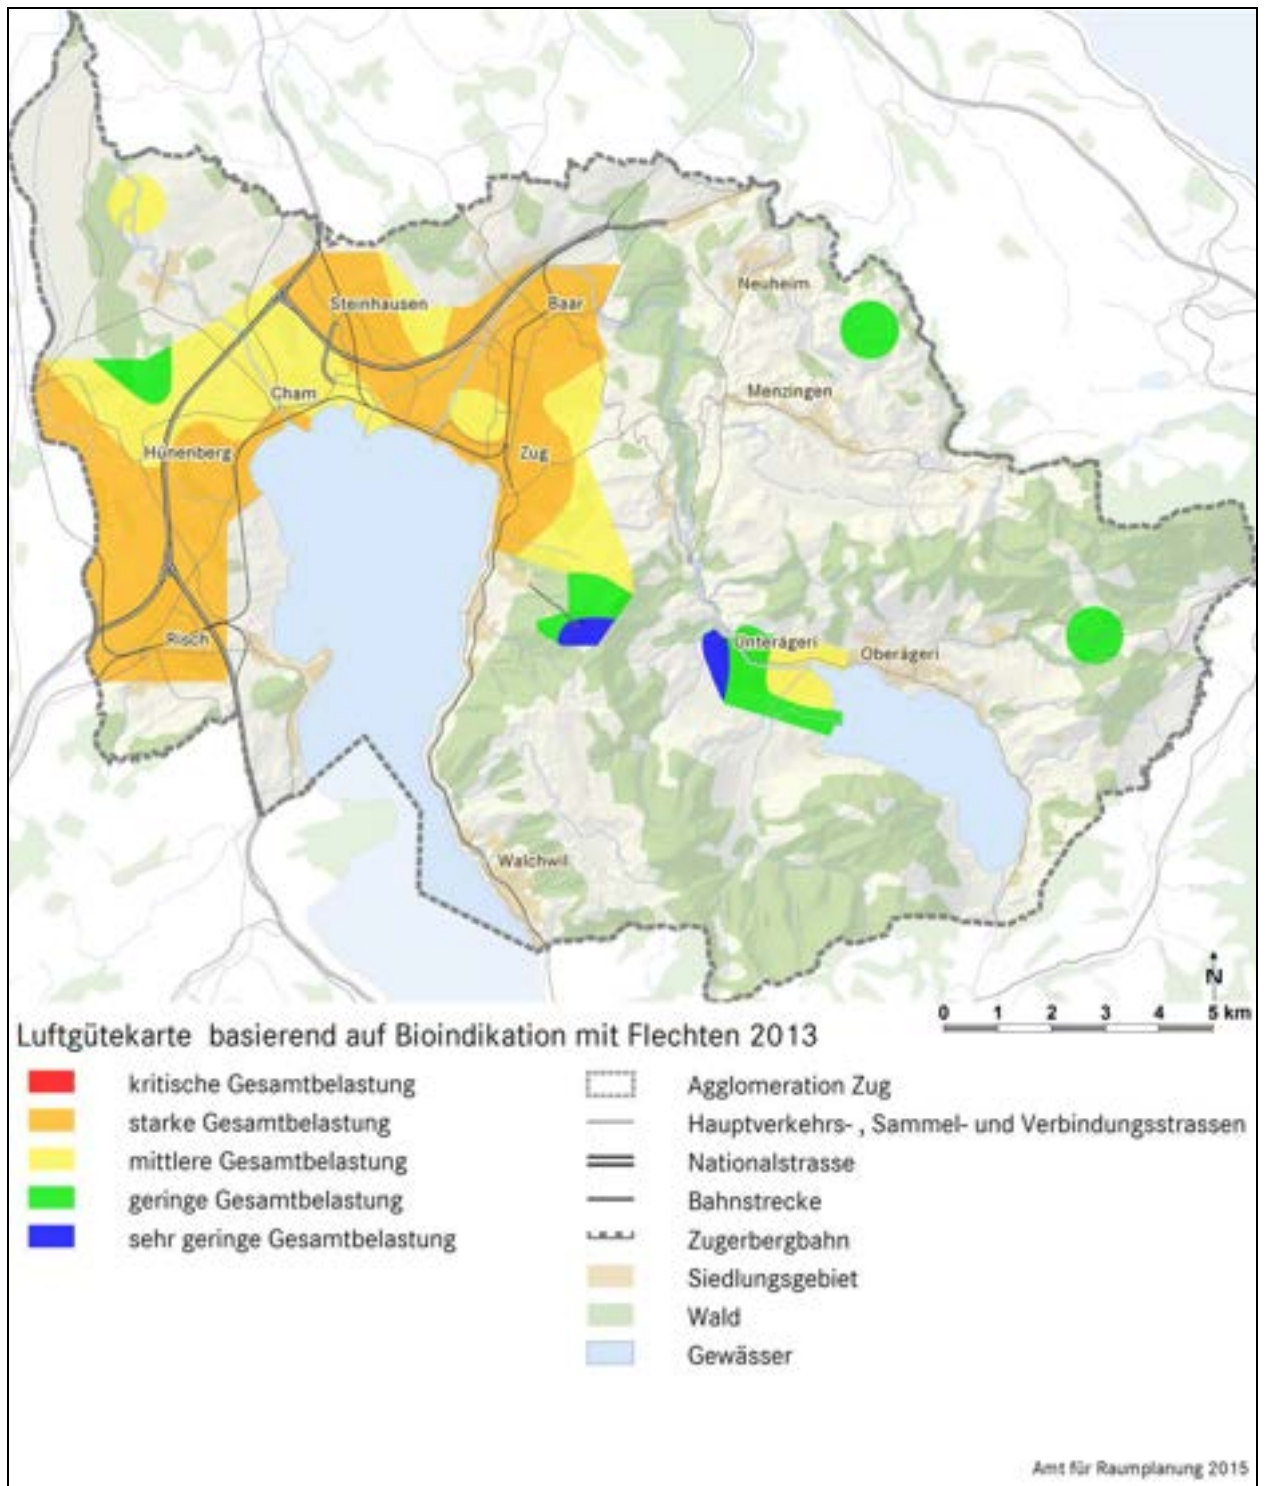 Neuheim
Steinhausen
Baar
Menzingen
Cham
Hünenberg
Zug
Risch
Unterägeri
Oberägeri
Walchwil
N
0 1 2 3 4 5 km
Luftgütekarte basierend auf Bioindikation mit Flechten 2013
kritische Gesamtbelastung
starke Gesamtbelastung
mittlere Gesamtbelastung
geringe Gesamtbelastung
sehr geringe Gesamtbelastung
Agglomeration Zug
Hauptverkehrs- , Sammel- und Verbindungsstrassen
Nationalstrasse
Bahnstrecke
Zugerbergbahn
Siedlungsgebiet
Wald
Gewässer
Amt für Raumplanung 2015